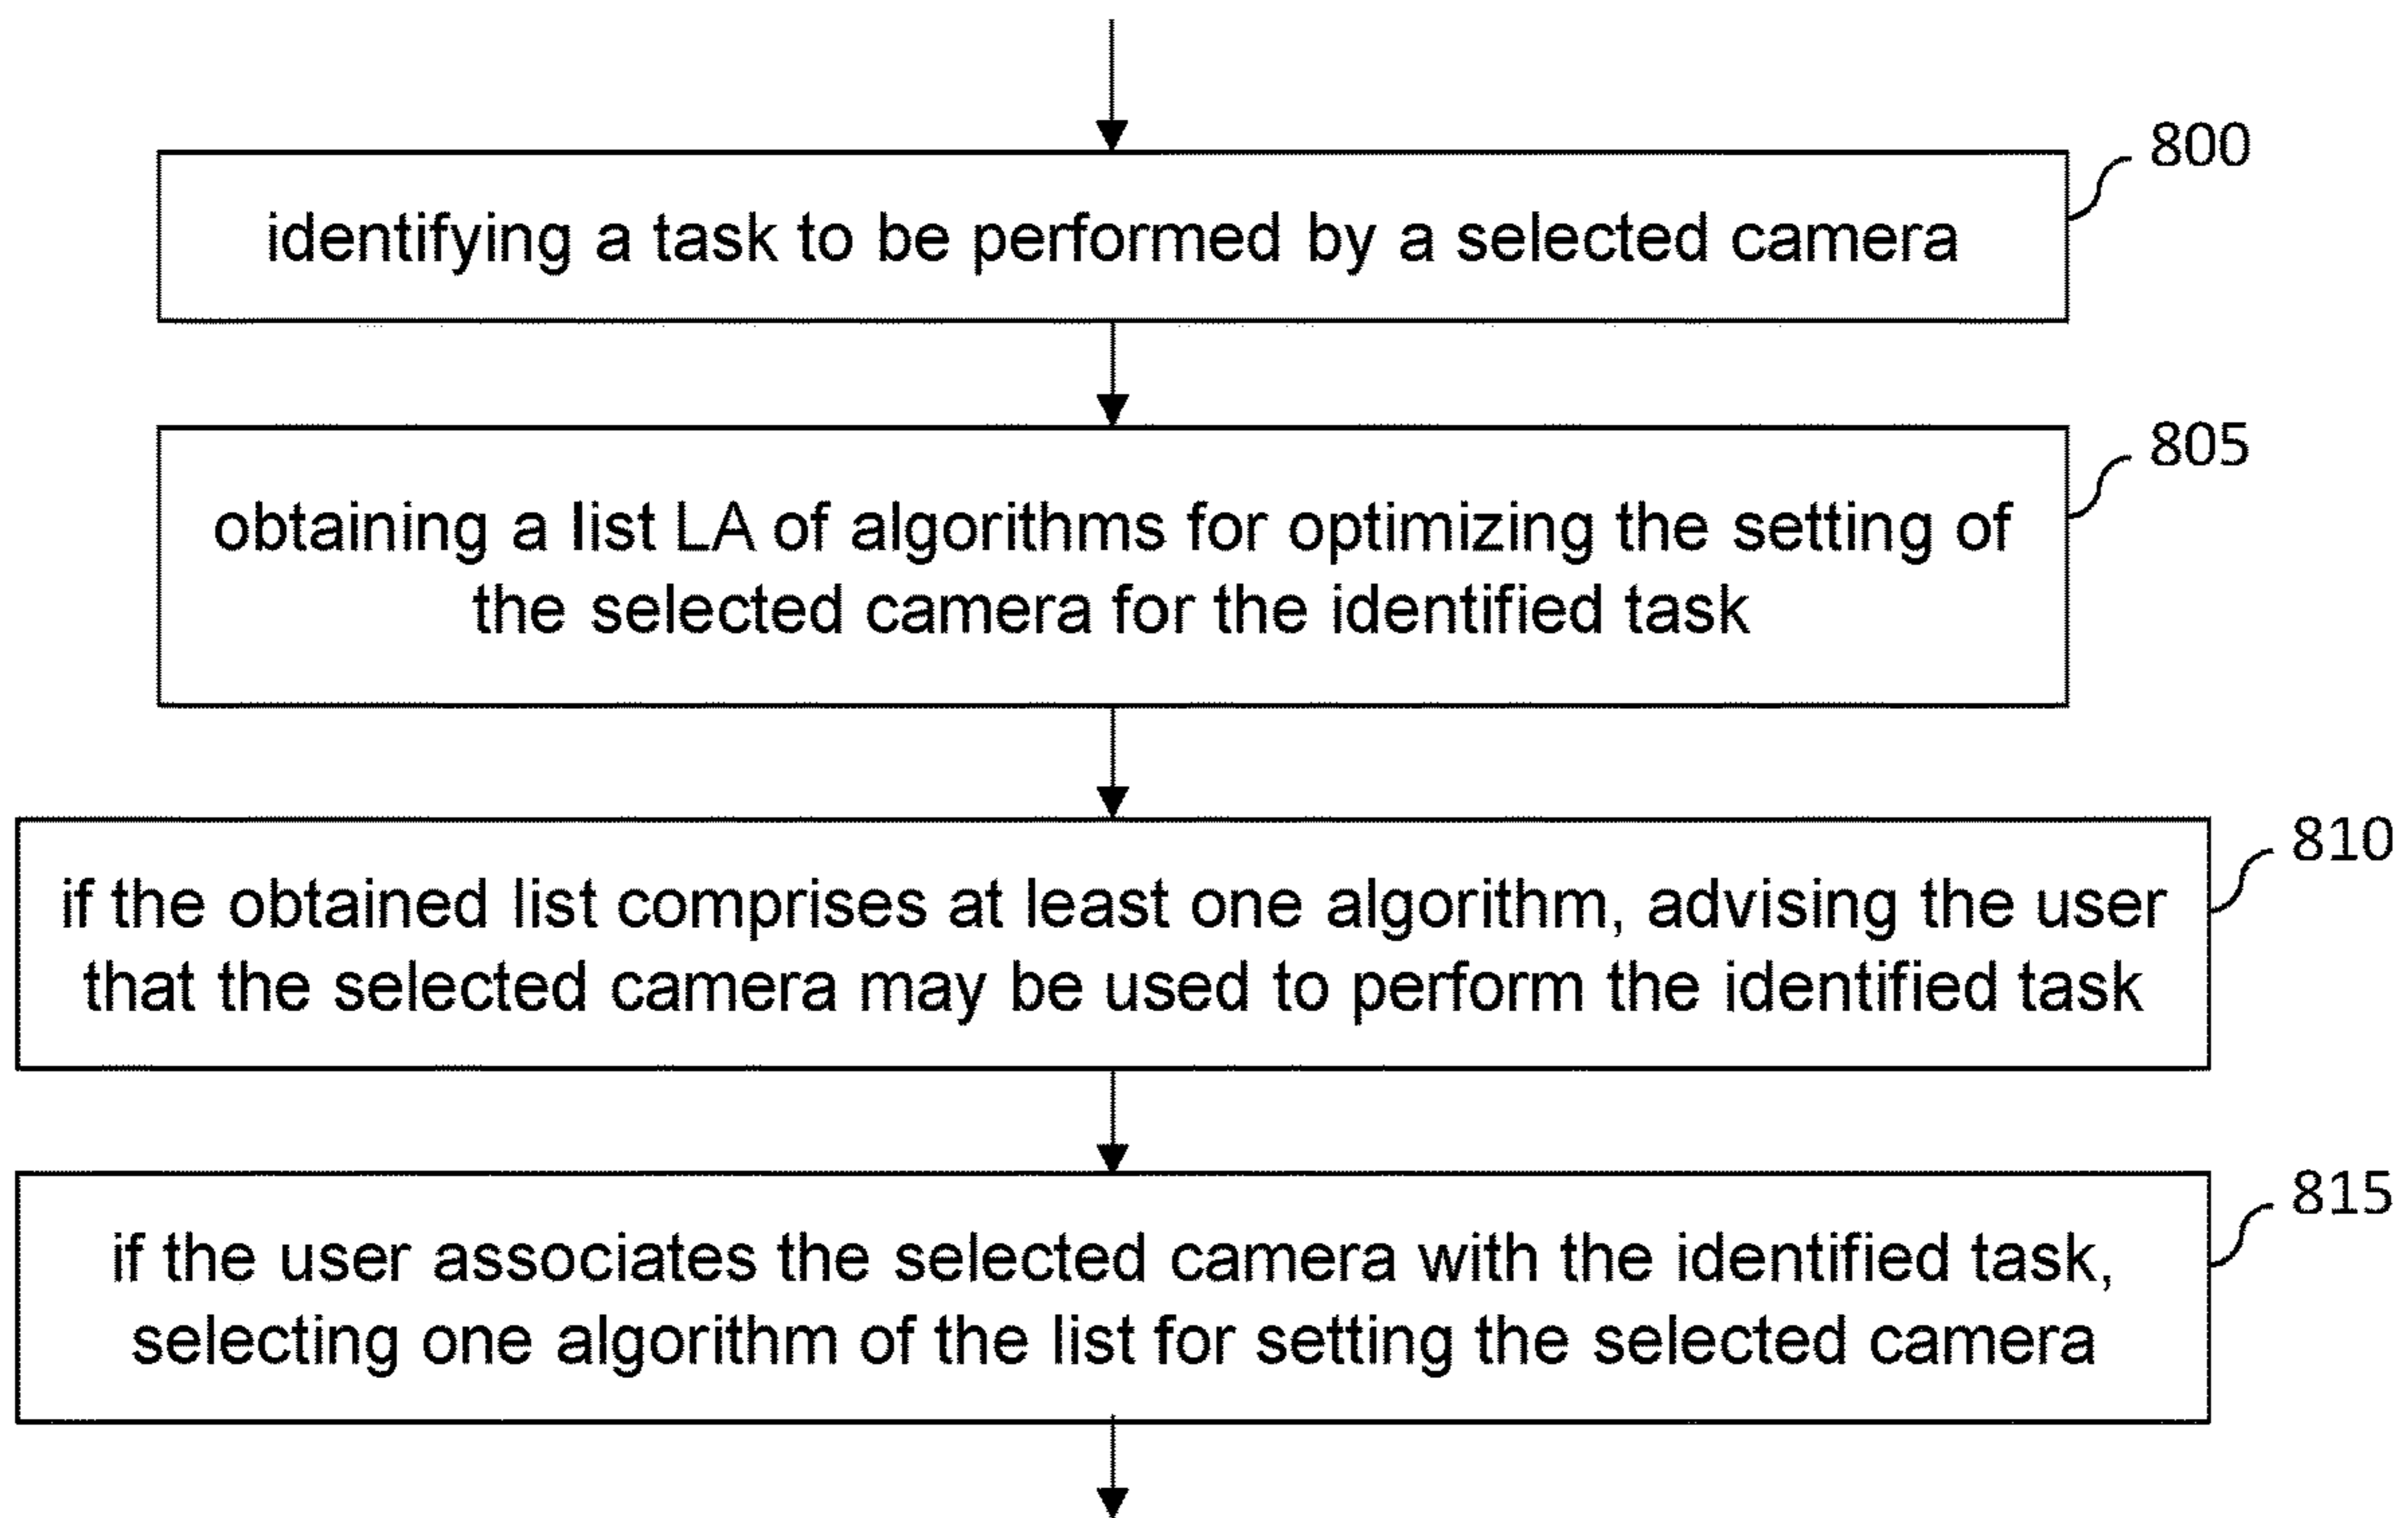 800
identifying a task to be performed by a selected camera
805
obtaining a list LA of algorithms for optimizing the setting of
the selected camera for the identified task
810
if the obtained list comprises at least one algorithm, advising the user
that the selected camera may be used to perform the identified task
815
if the user associates the selected camera with the identified task,
selecting one algorithm of the list for setting the selected camera